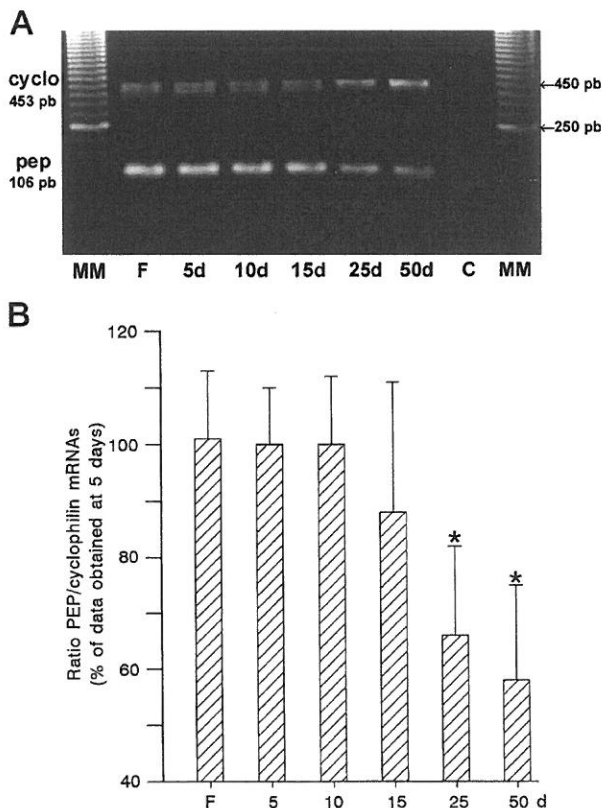 A
cyclo
453 pb
←450 pb
←250 pb
pep
106 pb
MM F 5d 10d 15d 25d 50d C MM
B
Ratio PEP/cyclophilin mRNAs
(% of data obtained at 5 days)
120
100
80
60
40
*
*
F 5 10 15 25 50 d